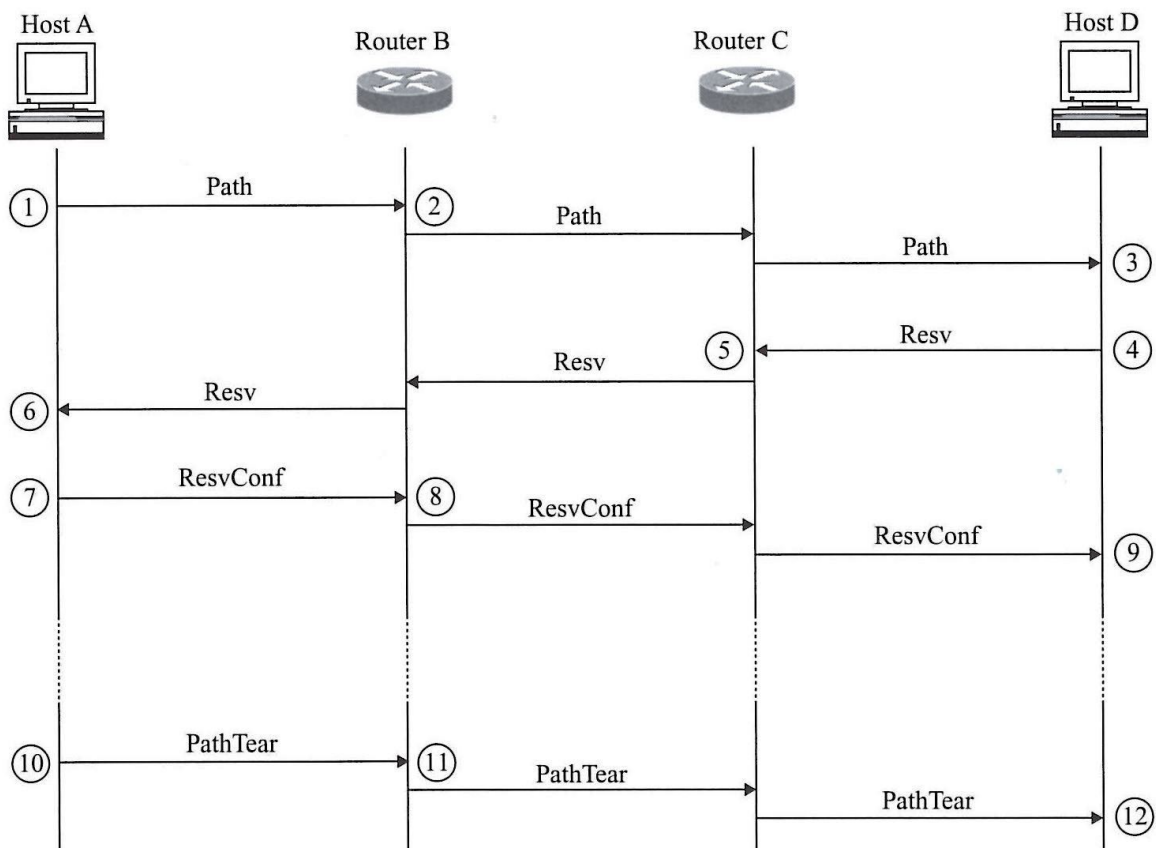 Host A
Router B
Router C
Host D
1
Path
2
Path
Path
3
Resv
4
5
Resv
Resv
6
7
ResvConf
8
ResvConf
ResvConf
9
10
PathTear
11
PathTear
PathTear
12